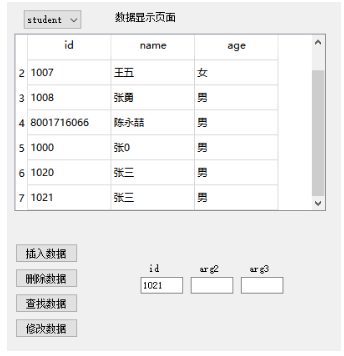 student 数据显示页面
id name age
2 1007 王五 女
3 1008 张勇 男
4 8001716066 陈永喆 男
5 1000 张0 男
6 1020 张三 男
7 1021 张三 男
插入数据
删除数据
查找数据
修改数据
id arg2 arg3
1021